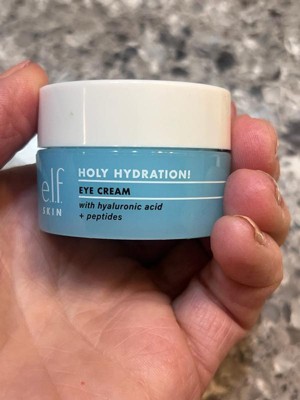 e.l.f.
SKIN
HOLY HYDRATION!
EYE CREAM
with hyaluronic acid
+ peptides